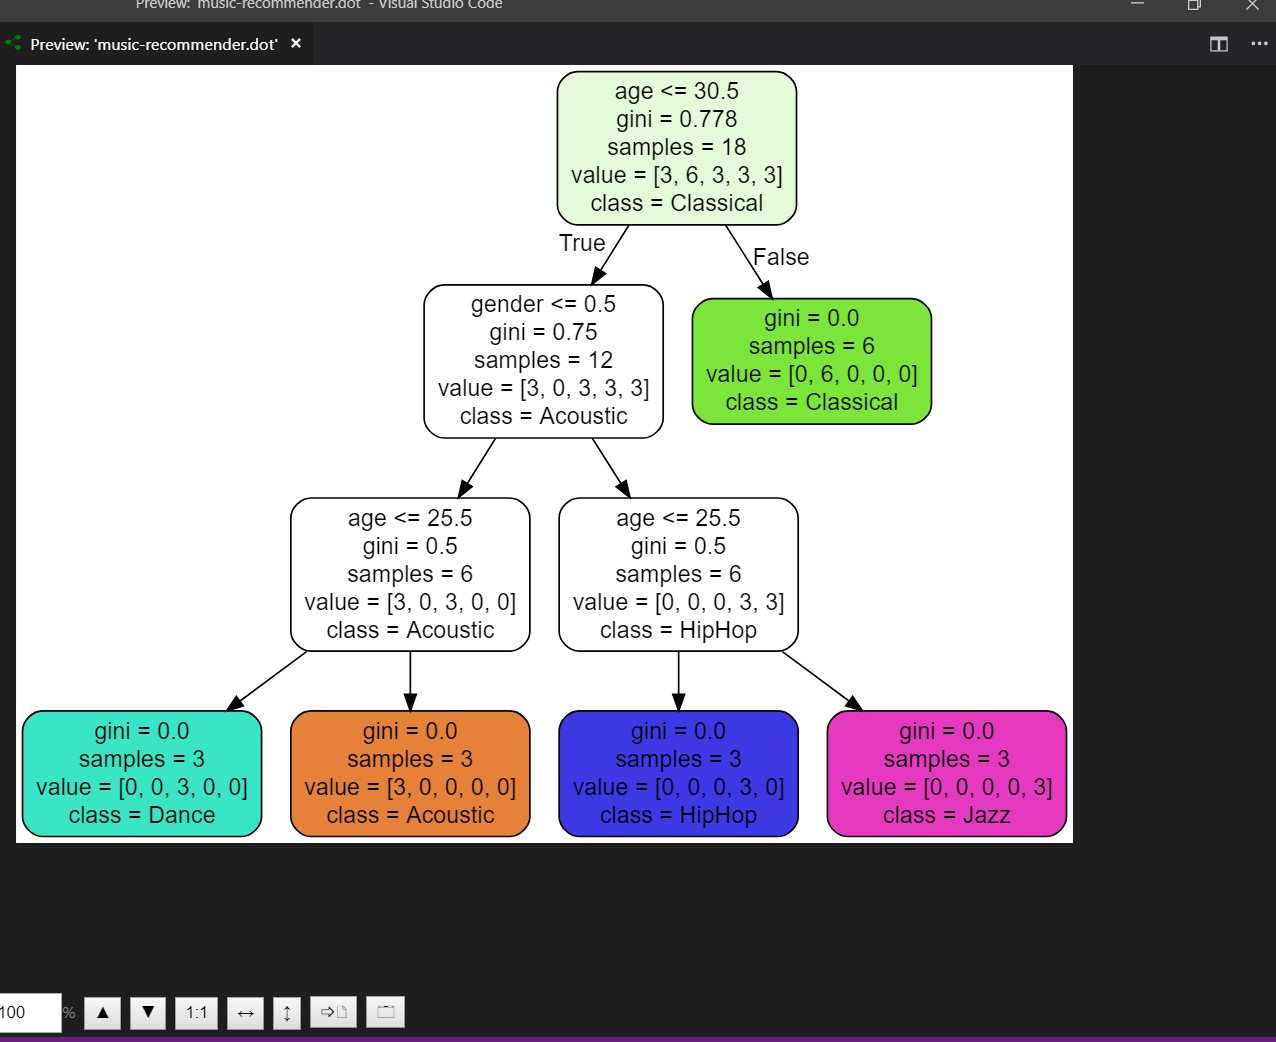 Preview: 'music-recommender.dot' - Visual Studio Code
Preview: 'music-recommender.dot' ×
age <= 30.5
gini = 0.778
samples = 18
value = [3, 6, 3, 3, 3]
class = Classical
True
False
gender <= 0.5
gini = 0.75
samples = 12
value = [3, 0, 3, 3, 3]
class = Acoustic
gini = 0.0
samples = 6
value = [0, 6, 0, 0, 0]
class = Classical
age <= 25.5
gini = 0.5
samples = 6
value = [3, 0, 3, 0, 0]
class = Acoustic
age <= 25.5
gini = 0.5
samples = 6
value = [0, 0, 0, 3, 3]
class = HipHop
gini = 0.0
samples = 3
value = [0, 0, 3, 0, 0]
class = Dance
gini = 0.0
samples = 3
value = [3, 0, 0, 0, 0]
class = Acoustic
gini = 0.0
samples = 3
value = [0, 0, 0, 3, 0]
class = HipHop
gini = 0.0
samples = 3
value = [0, 0, 0, 0, 3]
class = Jazz
100 % 1:1